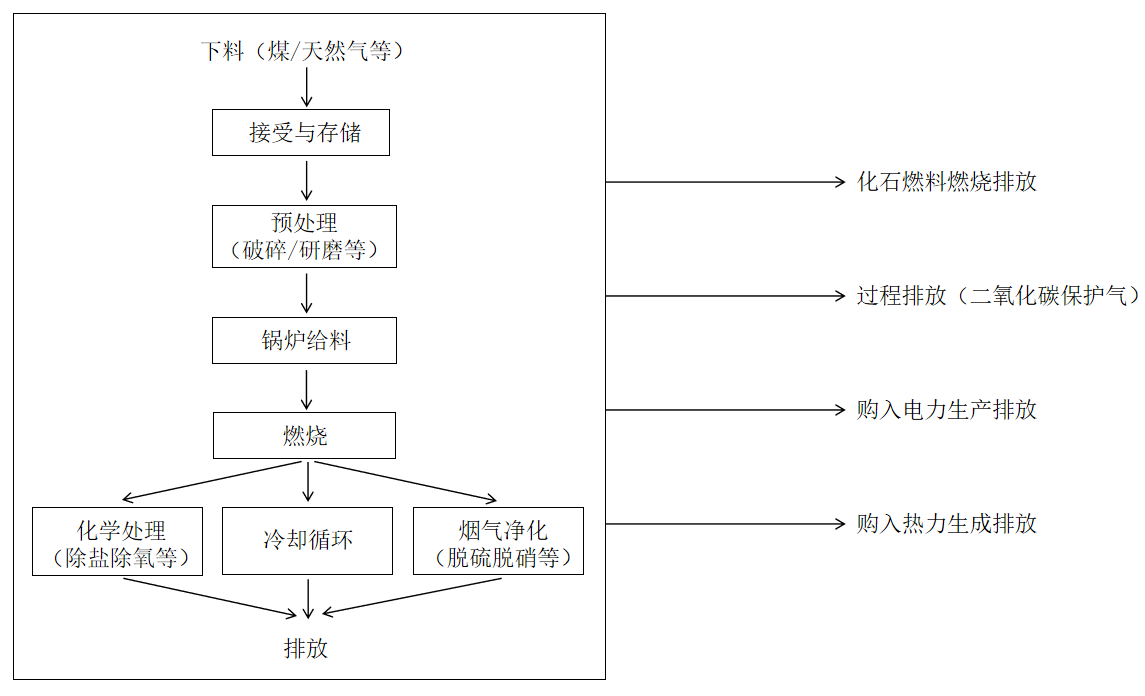 下料（煤/天然气等）
接受与存储
预处理
（破碎/研磨等）
锅炉给料
燃烧
化学处理
（除盐除氧等）
冷却循环
烟气净化
（脱硫脱硝等）
排放
化石燃料燃烧排放
过程排放（二氧化碳保护气）
购入电力生产排放
购入热力生成排放